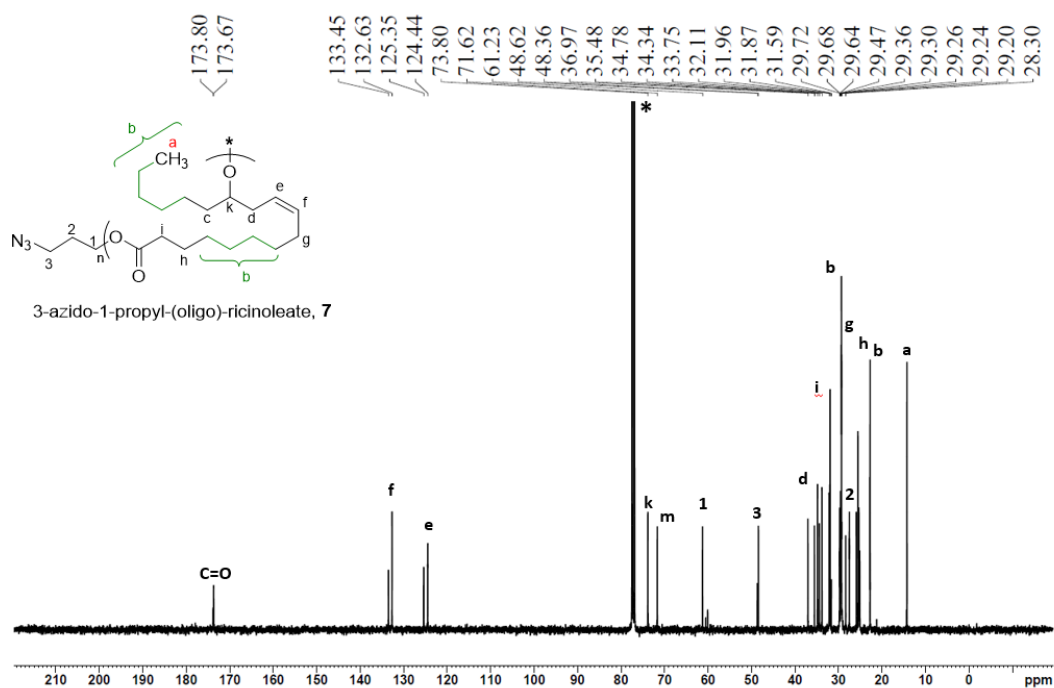 173.80
173.67
133.45
132.63
125.35
124.44
73.80
71.62
61.23
48.62
48.36
36.97
35.48
34.78
34.34
33.75
32.11
31.96
31.87
31.59
29.72
29.68
29.64
29.47
29.36
29.30
29.26
29.24
29.20
28.30
*
b
a
*
CH3
O
e
f
c
k
d
g
N3
2
1
3
n
O
i
O
h
b
3-azido-1-propyl-(oligo)-ricinoleate, 7
b
g
h
b
a
i
d
2
k
m
1
3
f
e
C=O
210 200 190 180 170 160 150 140 130 120 110 100 90 80 70 60 50 40 30 20 10 0 ppm